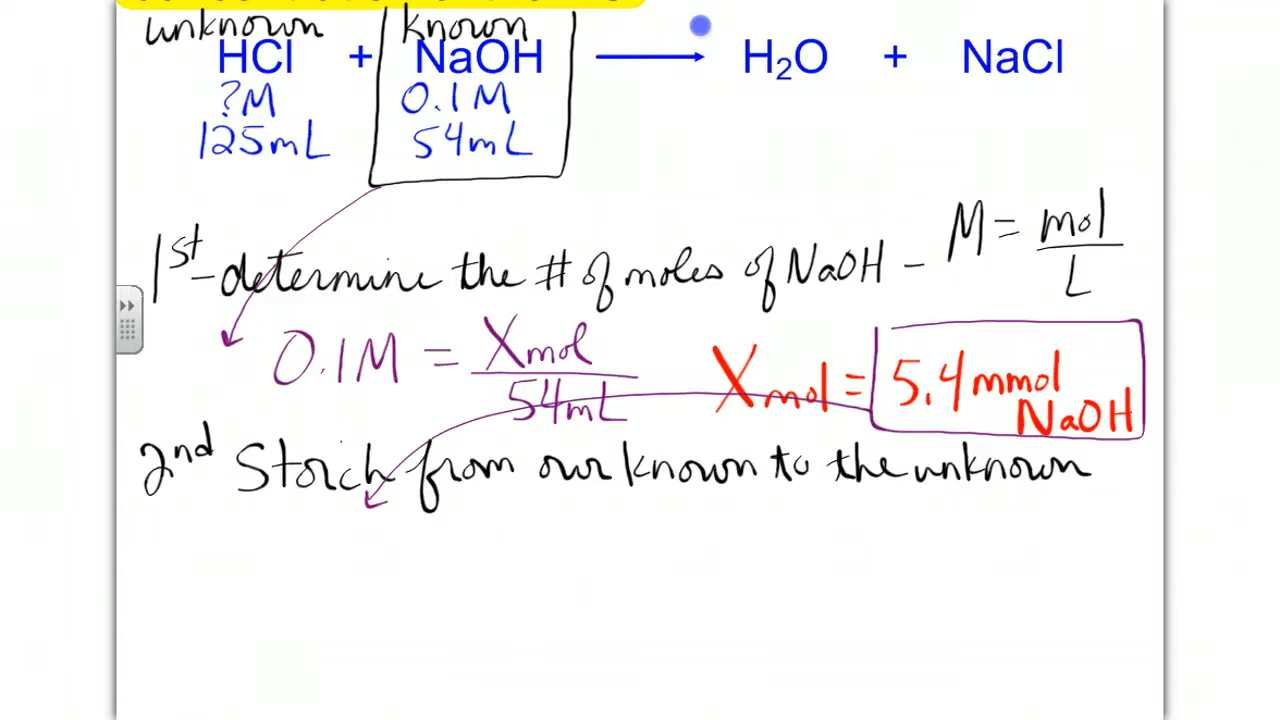 unknown known
HCl + NaOH → H₂O + NaCl
?M 0.1M
125mL 54mL
1st - determine the # of moles of NaOH - M = mol/L
0.1M = Xmol/54mL Xmol = 5.4mmol NaOH
2nd Stoich from our known to the unknown